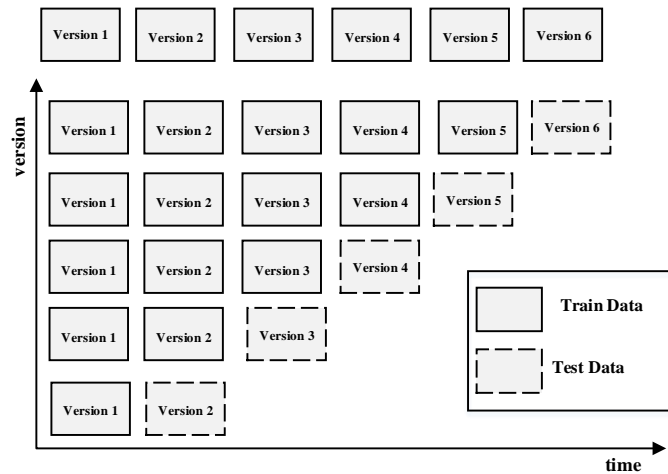 Version 1 Version 2 Version 3 Version 4 Version 5 Version 6
version
Version 1 Version 2 Version 3 Version 4 Version 5 Version 6
Version 1 Version 2 Version 3 Version 4 Version 5
Version 1 Version 2 Version 3 Version 4
Version 1 Version 2 Version 3
Version 1 Version 2
Train Data
Test Data
time